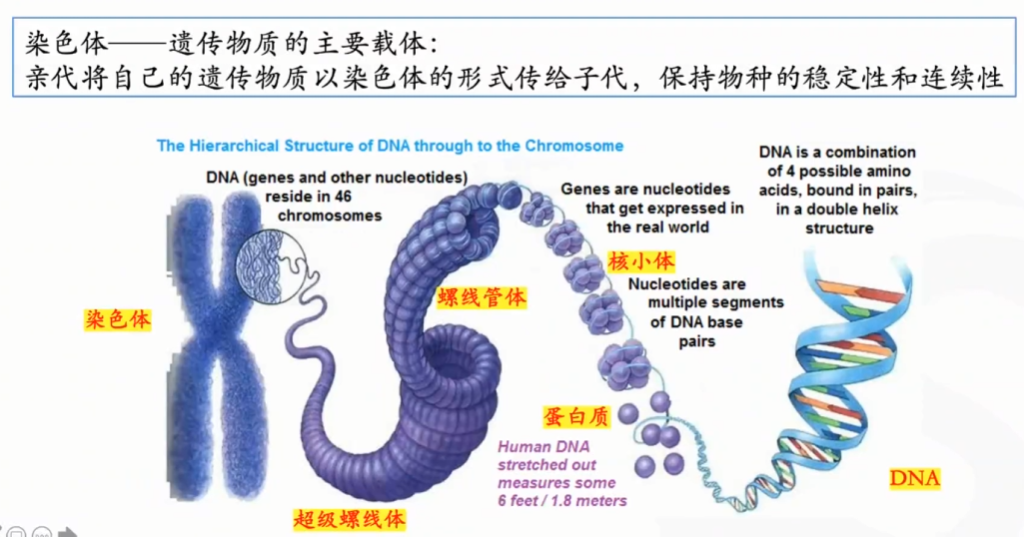 染色体——遗传物质的主要载体：
亲代将自己的遗传物质以染色体的形式传给子代，保持物种的稳定性和连续性
The Hierarchical Structure of DNA through to the Chromosome
DNA (genes and other nucleotides)
reside in 46
chromosomes
Genes are nucleotides
that get expressed in
the real world
DNA is a combination
of 4 possible amino
acids, bound in pairs,
in a double helix
structure
核小体
Nucleotides are
multiple segments
of DNA base
pairs
螺线管体
染色体
蛋白质
Human DNA
stretched out
measures some
6 feet / 1.8 meters
DNA
超级螺线体